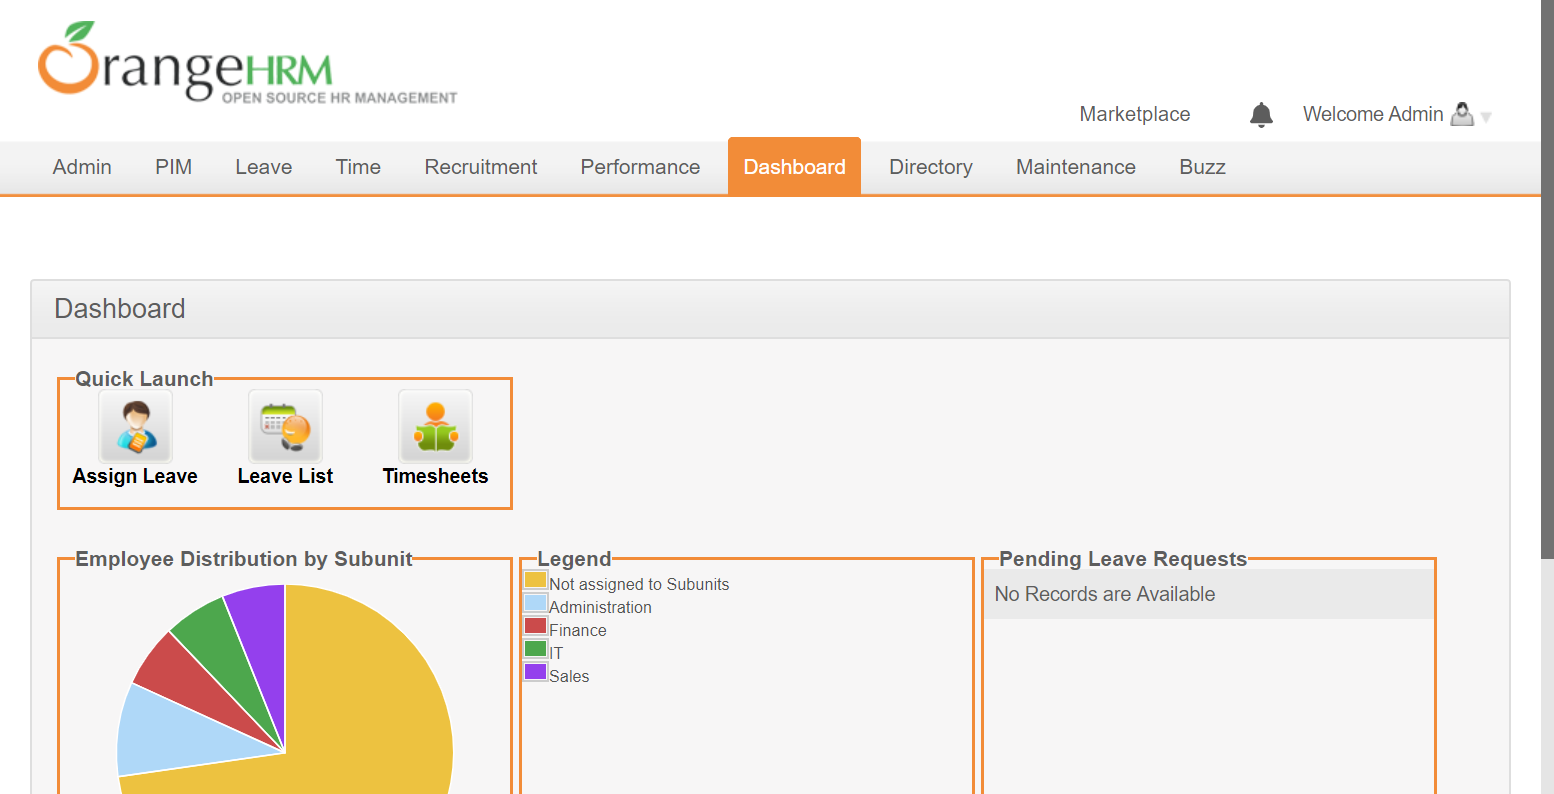 OrangeHRM
OPEN SOURCE HR MANAGEMENT
Marketplace
Welcome Admin
Admin PIM Leave Time Recruitment Performance Dashboard Directory Maintenance Buzz
Dashboard
Quick Launch
Assign Leave Leave List Timesheets
Employee Distribution by Subunit
Legend
Not assigned to Subunits
Administration
Finance
IT
Sales
Pending Leave Requests
No Records are Available